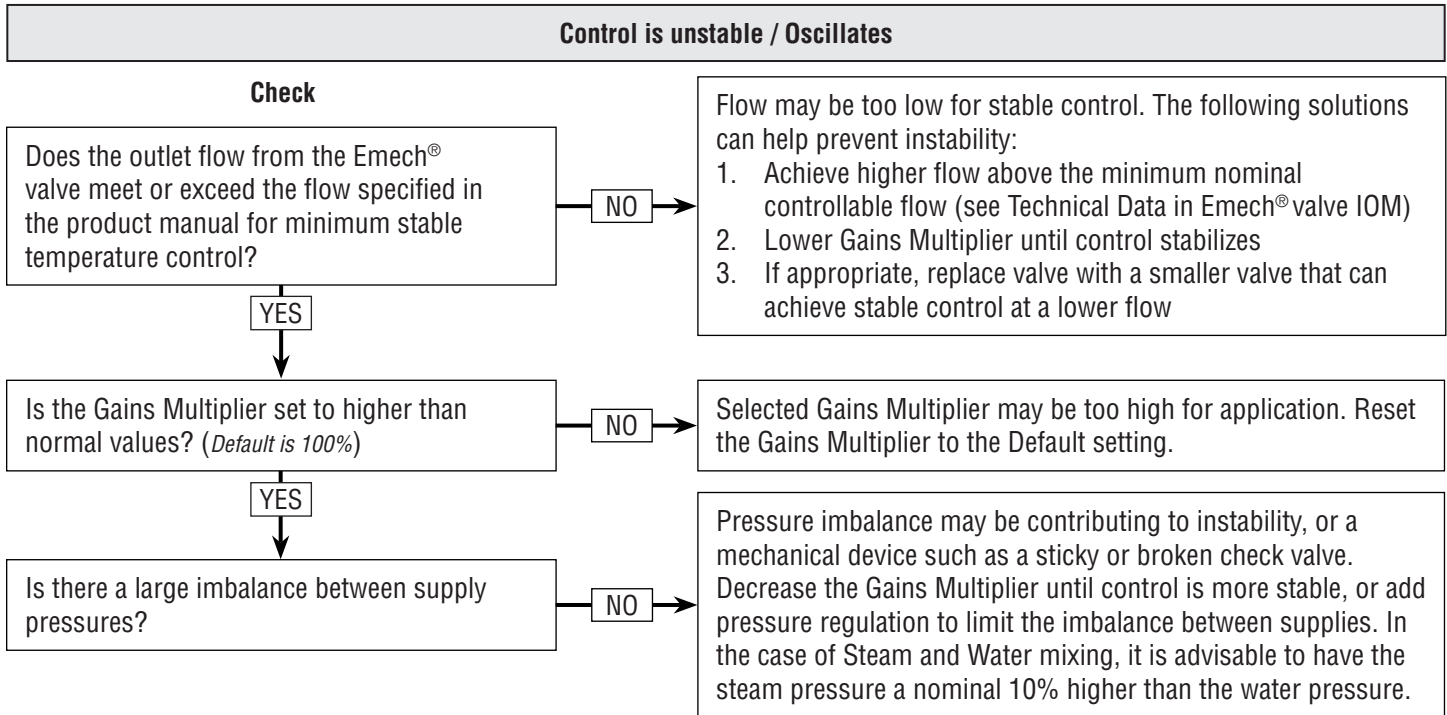 Control is unstable / Oscillates
Check
Does the outlet flow from the Emech®
valve meet or exceed the flow specified in
the product manual for minimum stable
temperature control?
NO
Flow may be too low for stable control. The following solutions
can help prevent instability:
1. Achieve higher flow above the minimum nominal
controllable flow (see Technical Data in Emech® valve IOM)
2. Lower Gains Multiplier until control stabilizes
3. If appropriate, replace valve with a smaller valve that can
achieve stable control at a lower flow
YES
Is the Gains Multiplier set to higher than
normal values? (Default is 100%)
NO
Selected Gains Multiplier may be too high for application. Reset
the Gains Multiplier to the Default setting.
YES
Is there a large imbalance between supply
pressures?
NO
Pressure imbalance may be contributing to instability, or a
mechanical device such as a sticky or broken check valve.
Decrease the Gains Multiplier until control is more stable, or add
pressure regulation to limit the imbalance between supplies. In
the case of Steam and Water mixing, it is advisable to have the
steam pressure a nominal 10% higher than the water pressure.